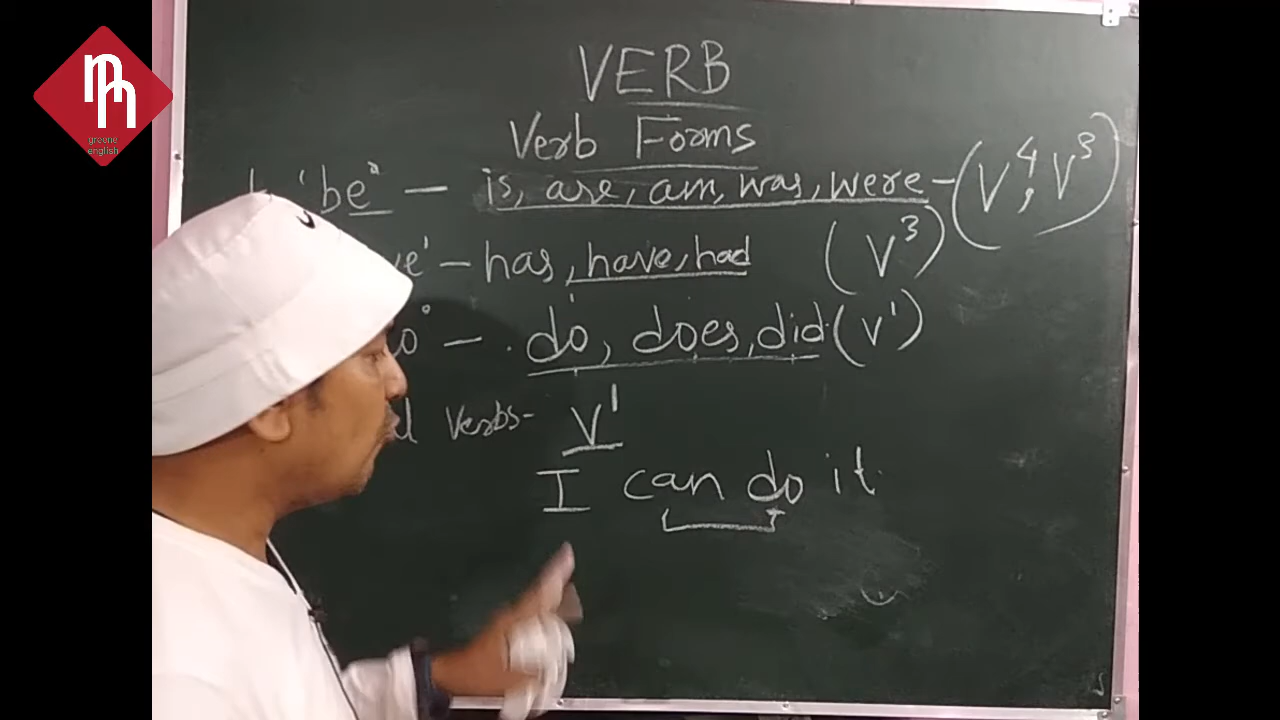 greene
english
VERB
Verb Forms
'be" - is, are, am, was, were - (V⁴, V³)
ve' - has, have, had (V³)
do" - do, does, did (V¹)
Verbs - V¹
I can do it